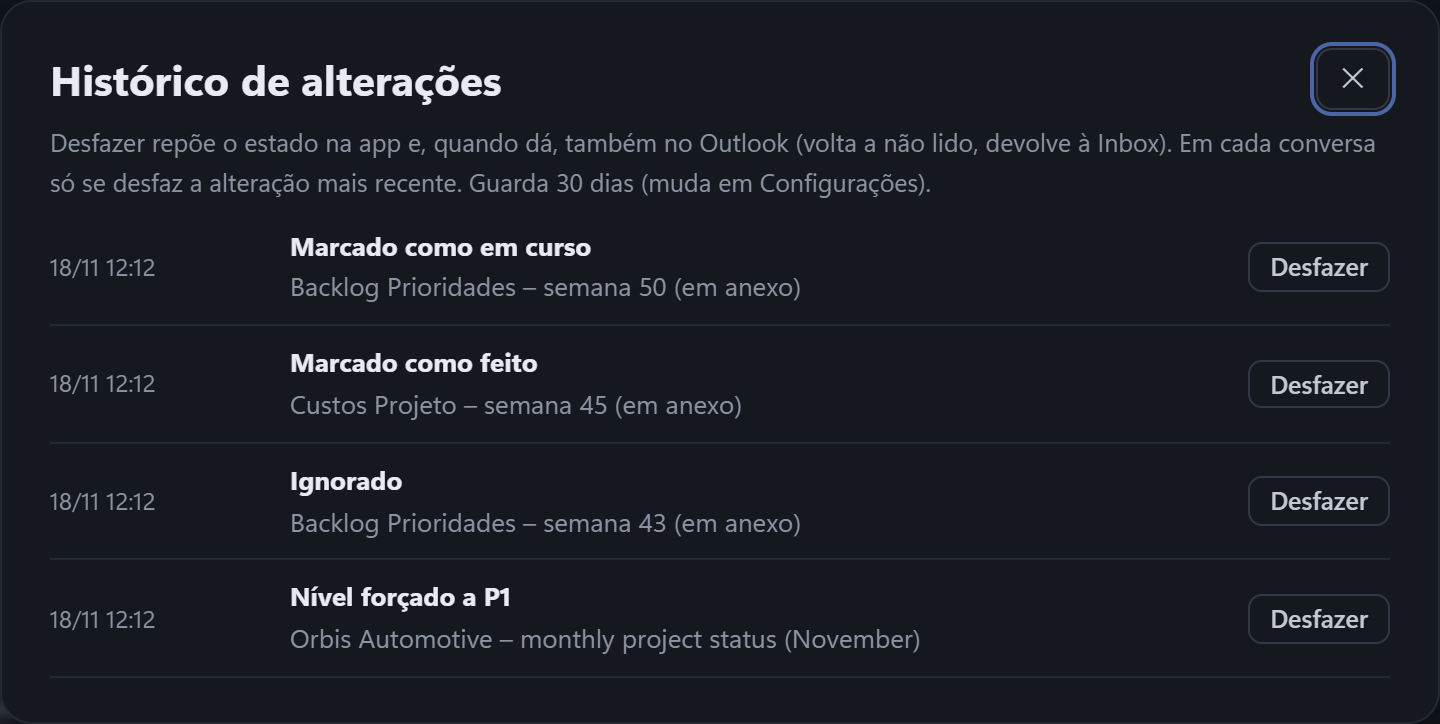 Histórico de alterações
Desfazer repõe o estado na app e, quando dá, também no Outlook (volta a não lido, devolve à Inbox). Em cada conversa
só se desfaz a alteração mais recente. Guarda 30 dias (muda em Configurações).
18/11 12:12
Marcado como em curso
Backlog Prioridades – semana 50 (em anexo)
Desfazer
18/11 12:12
Marcado como feito
Custos Projeto – semana 45 (em anexo)
Desfazer
18/11 12:12
Ignorado
Backlog Prioridades – semana 43 (em anexo)
Desfazer
18/11 12:12
Nível forçado a P1
Orbis Automotive – monthly project status (November)
Desfazer